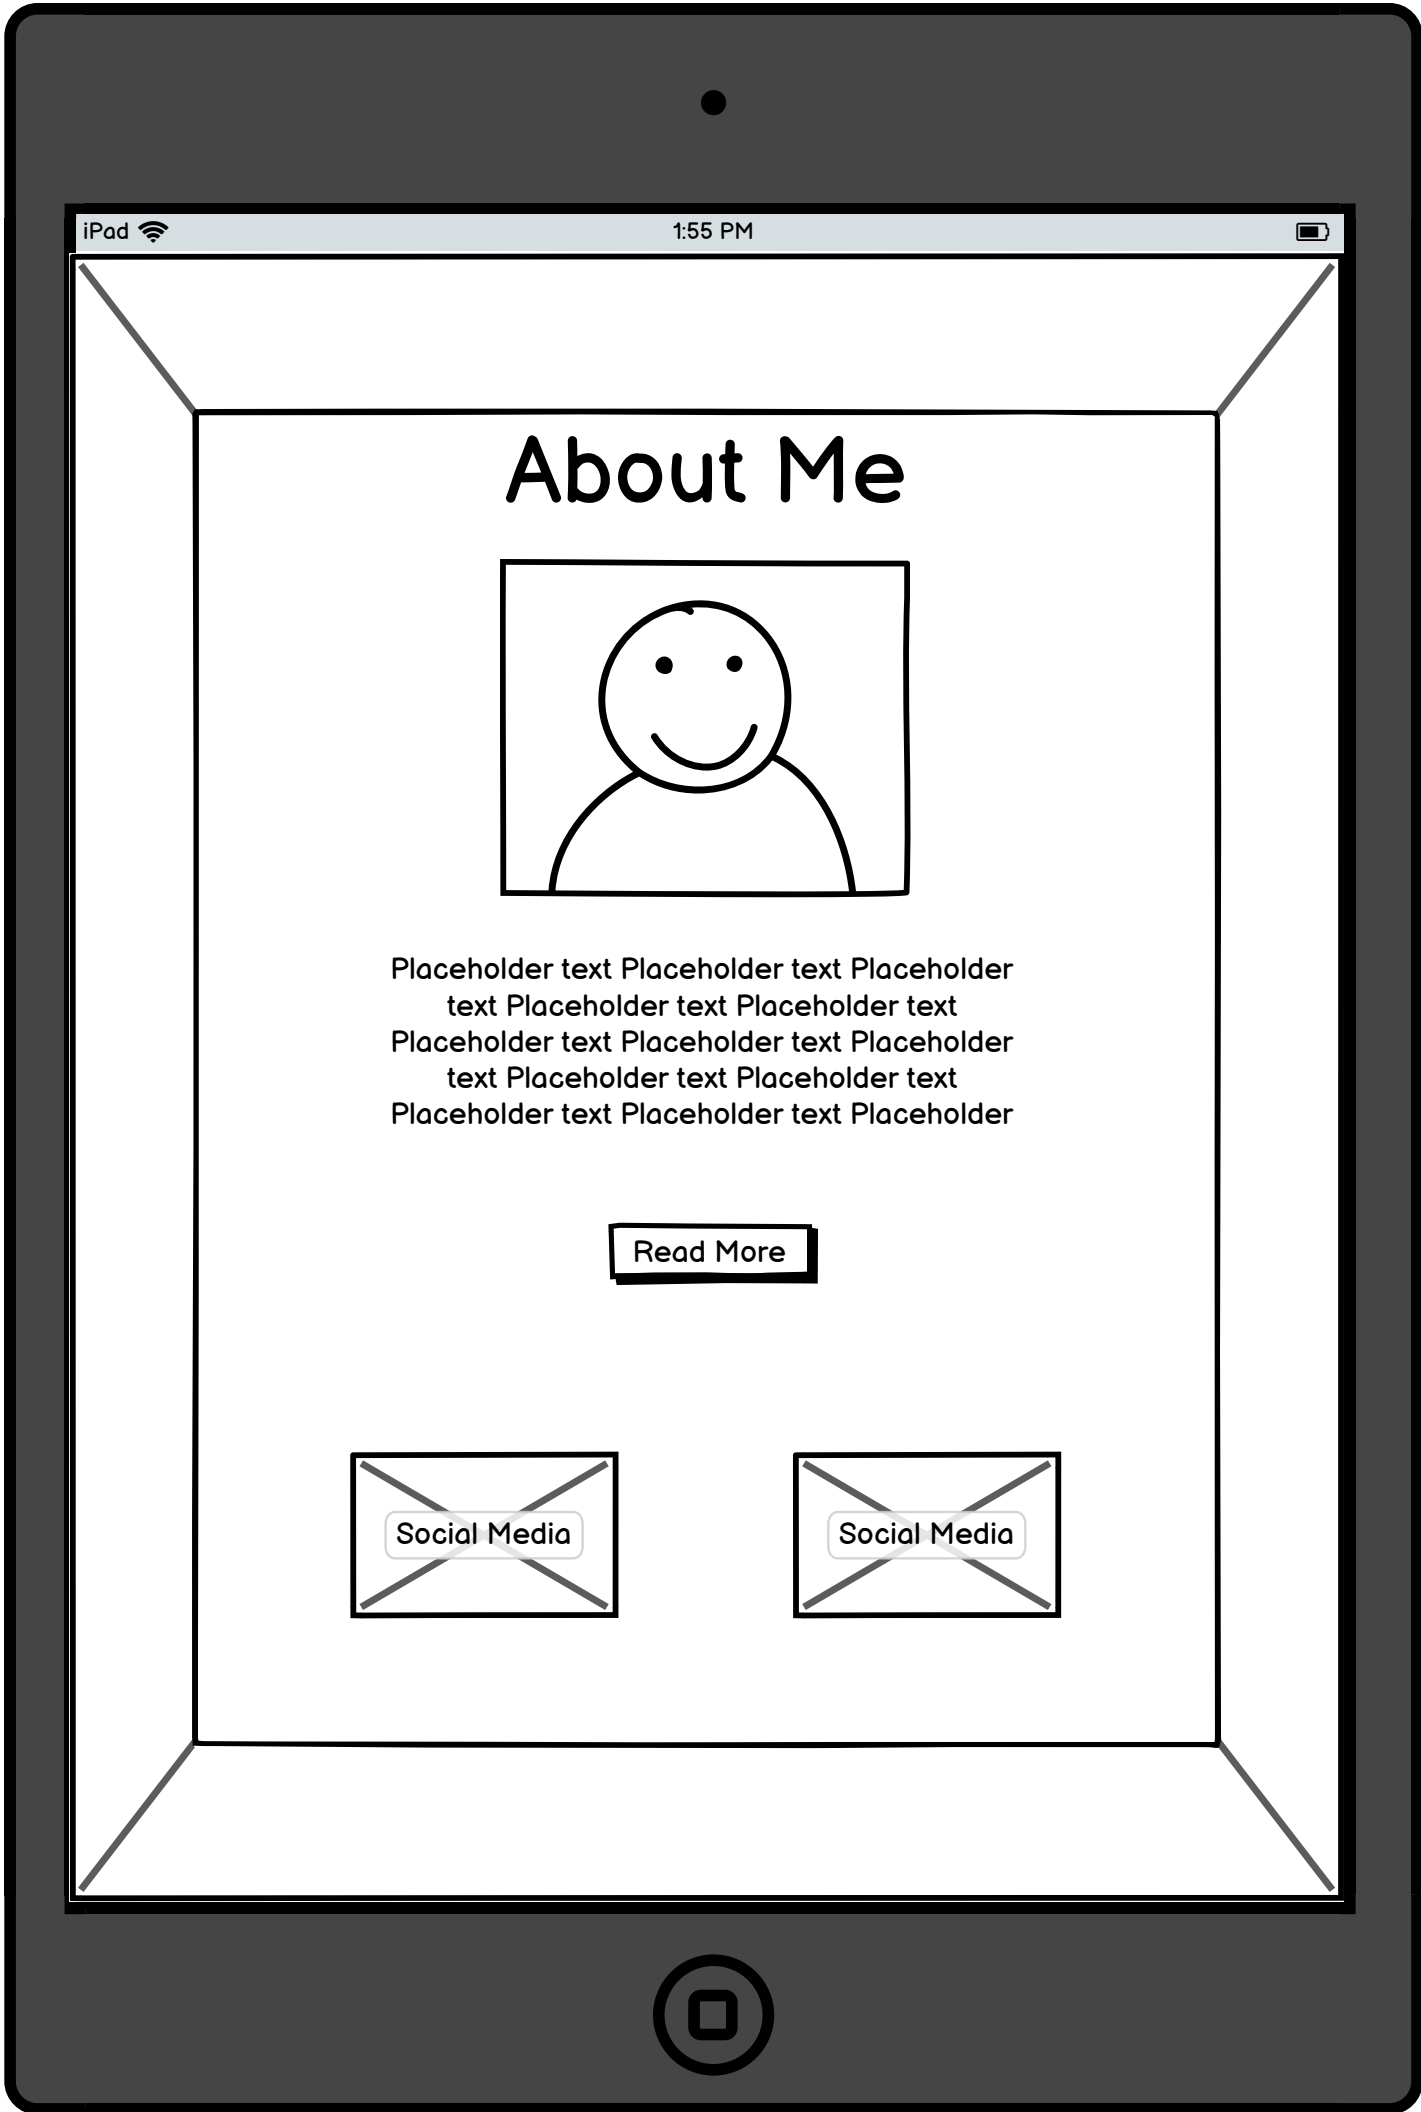 iPad 1:55 PM
About Me
Placeholder text Placeholder text Placeholder
text Placeholder text Placeholder text
Placeholder text Placeholder text Placeholder
text Placeholder text Placeholder text
Placeholder text Placeholder text Placeholder
Read More
Social Media Social Media